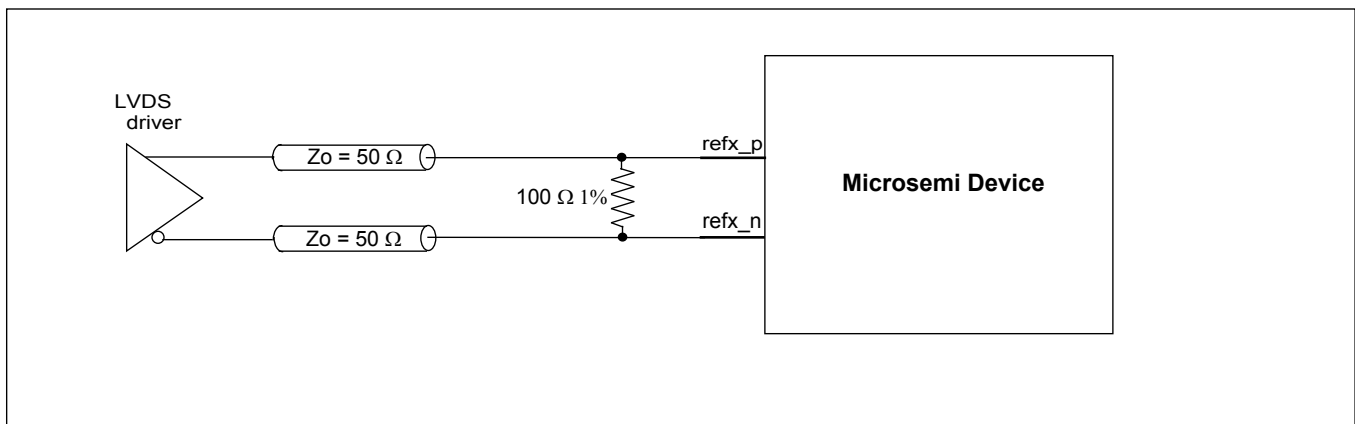 LVDS
driver
Zo = 50 Ω
refx_p
Microsemi Device
100 Ω 1%
refx_n
Zo = 50 Ω